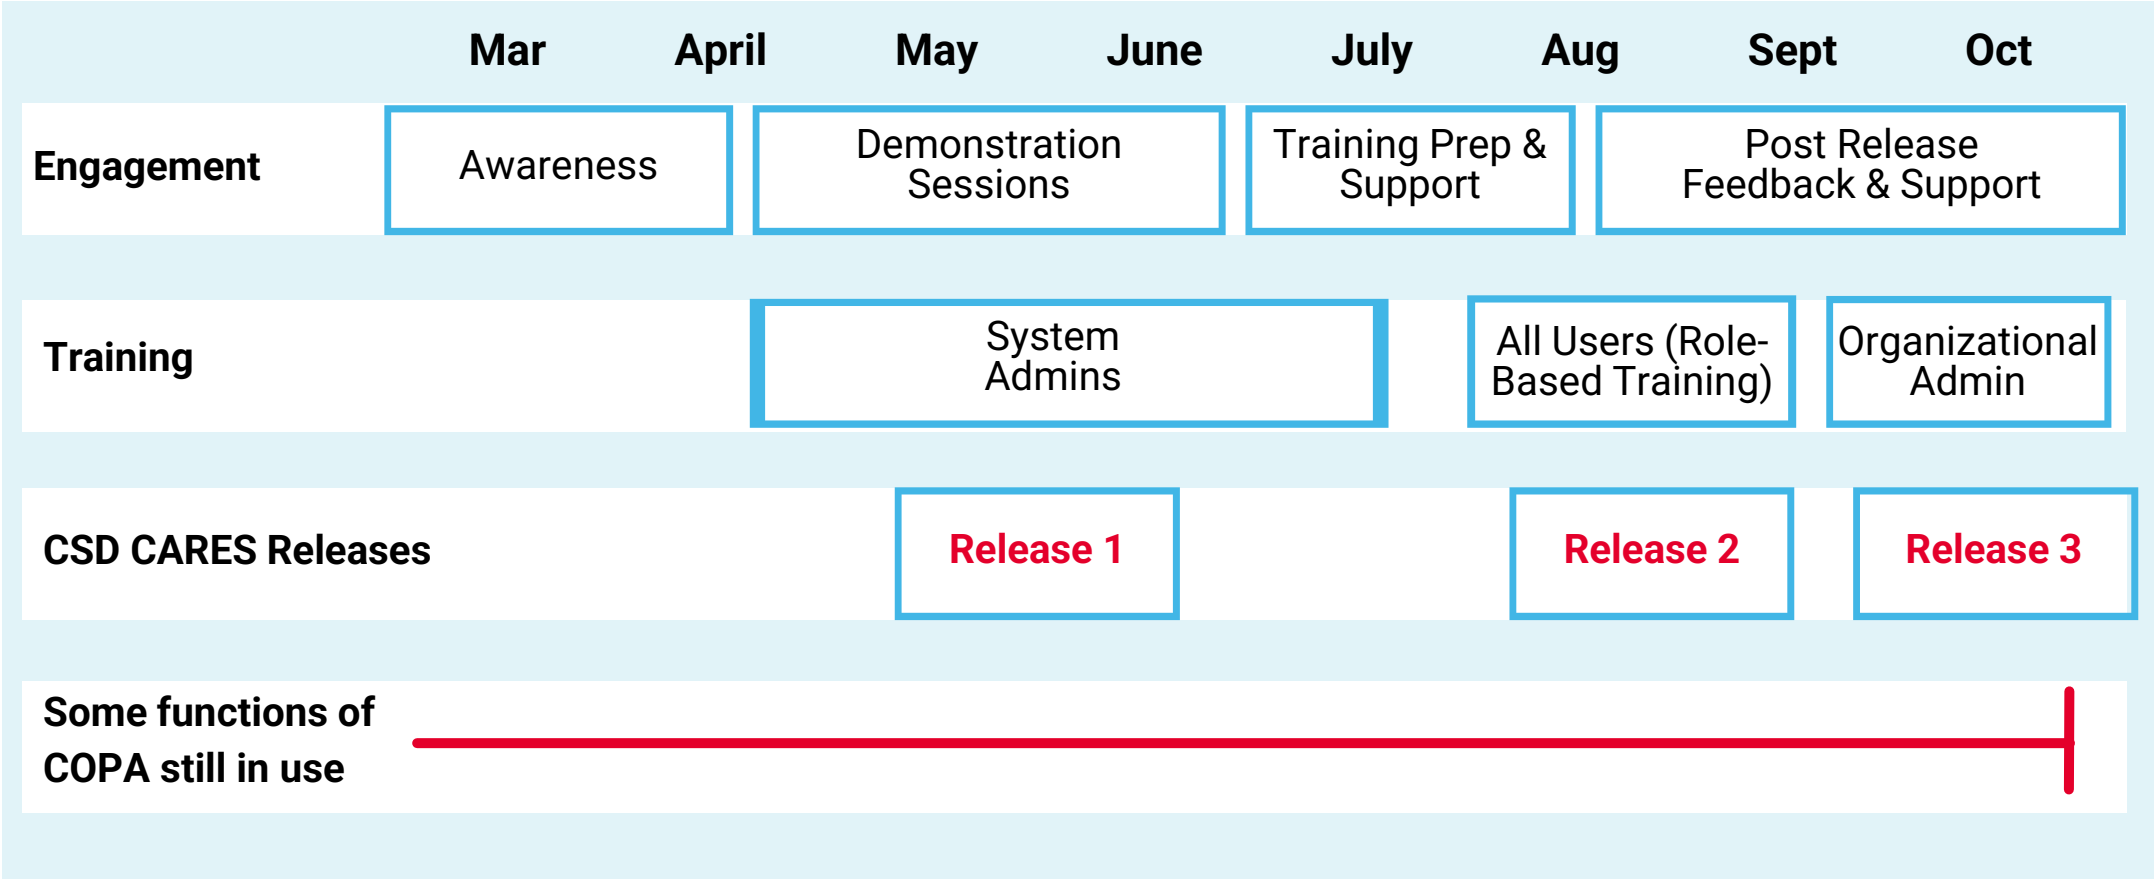 Mar April May June July Aug Sept Oct
Engagement
Awareness
Demonstration
Sessions
Training Prep &
Support
Post Release
Feedback & Support
Training
System
Admins
All Users (Role-
Based Training)
Organizational
Admin
CSD CARES Releases
Release 1
Release 2
Release 3
Some functions of
COPA still in use